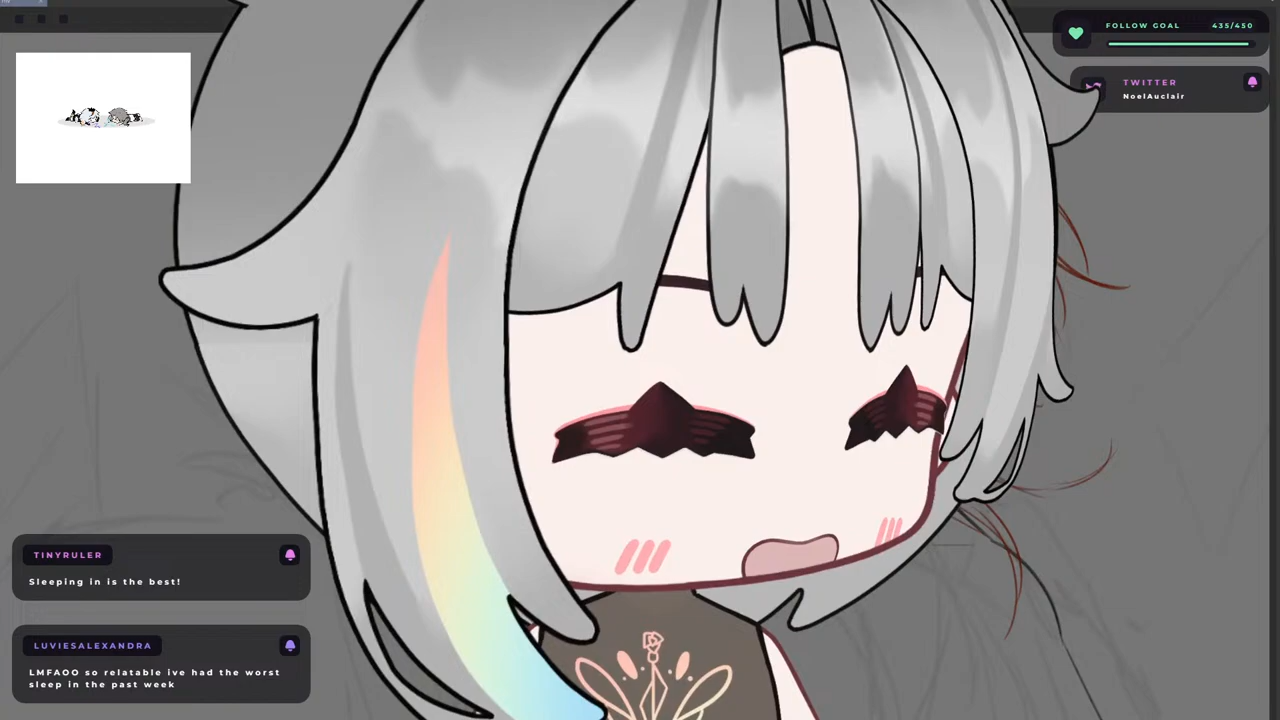 FOLLOW GOAL 435/450
TWITTER
NoelAuclair
TINYRULER
Sleeping in is the best!
LUVIESALEXANDRA
LMFAOO so relatable ive had the worst
sleep in the past week